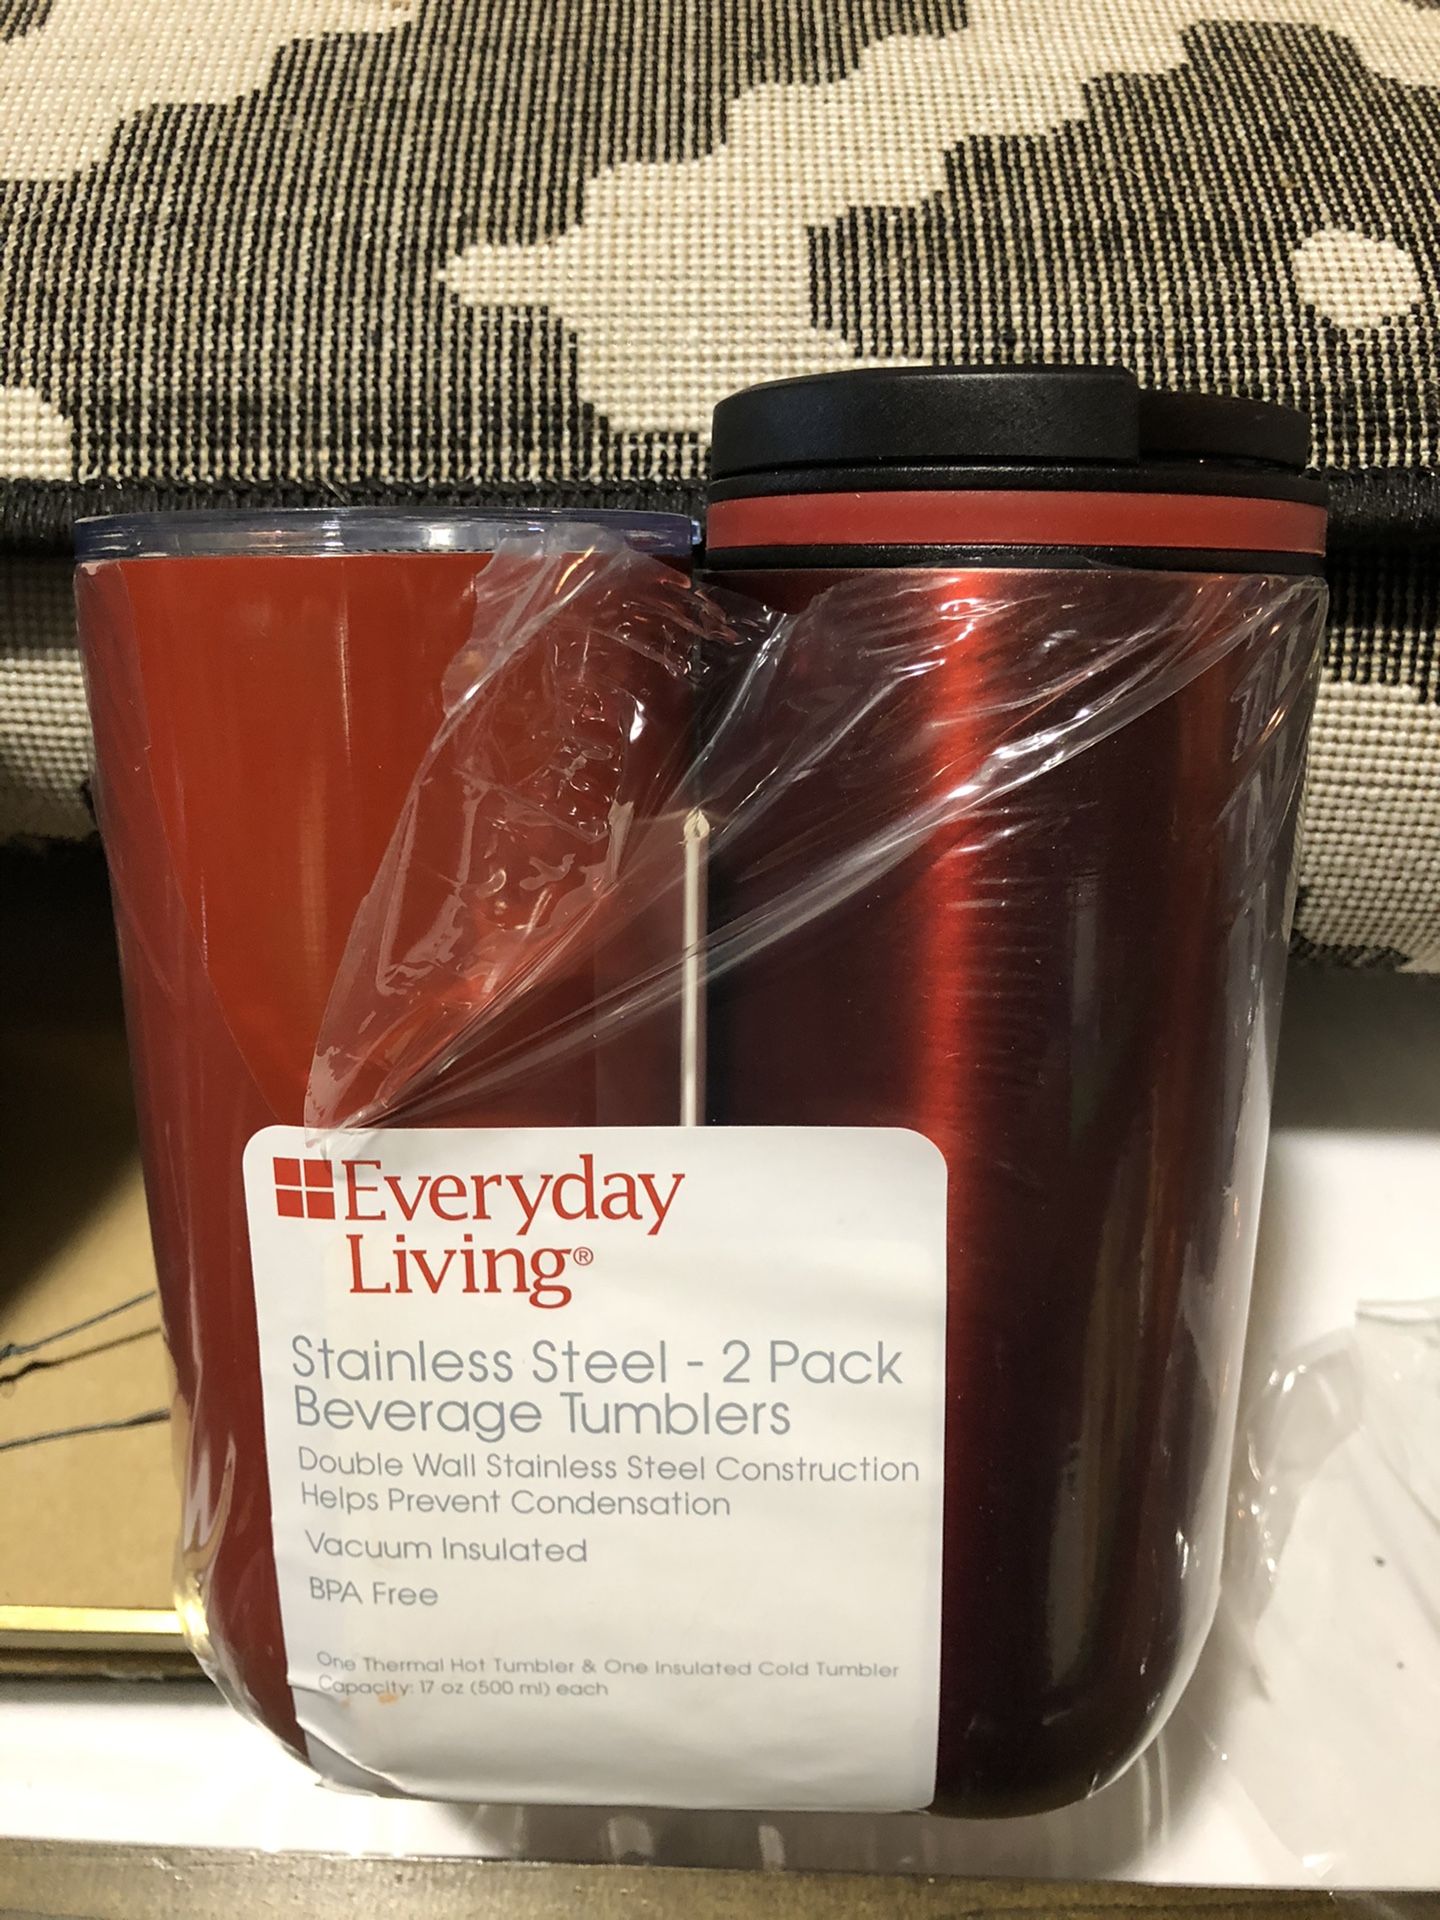 Everyday
Living®
Stainless Steel - 2 Pack
Beverage Tumblers
Double Wall Stainless Steel Construction
Helps Prevent Condensation
Vacuum Insulated
BPA Free
One Thermal Hot Tumbler & One Insulated Cold Tumbler
Capacity: 17 oz (500 ml) each